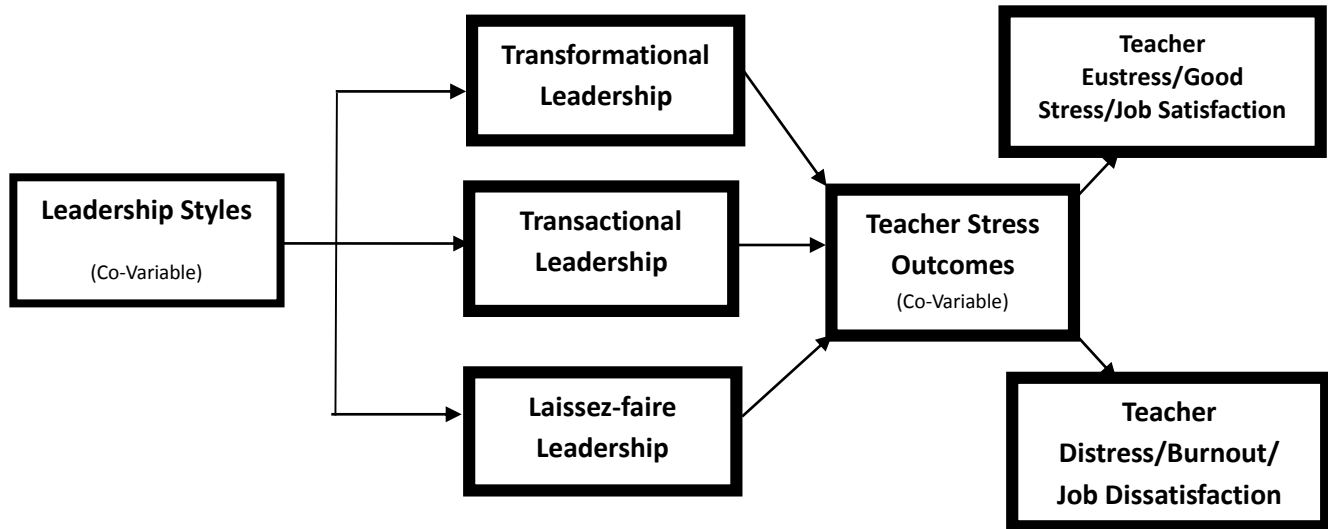 Leadership Styles
(Co-Variable)
Transformational
Leadership
Transactional
Leadership
Laissez-faire
Leadership
Teacher Stress
Outcomes
(Co-Variable)
Teacher
Eustress/Good
Stress/Job Satisfaction
Teacher
Distress/Burnout/
Job Dissatisfaction